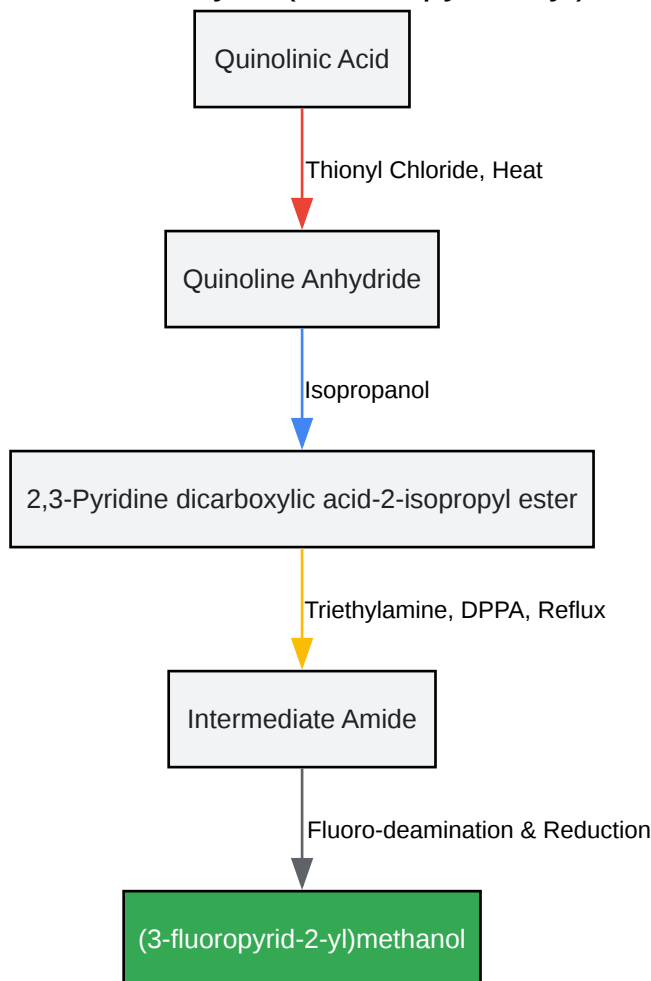 Quinolinic Acid
Thionyl Chloride, Heat
Quinoline Anhydride
Isopropanol
2,3-Pyridine dicarboxylic acid-2-isopropyl ester
Triethylamine, DPPA, Reflux
Intermediate Amide
Fluoro-deamination & Reduction
(3-fluoropyrid-2-yl)methanol